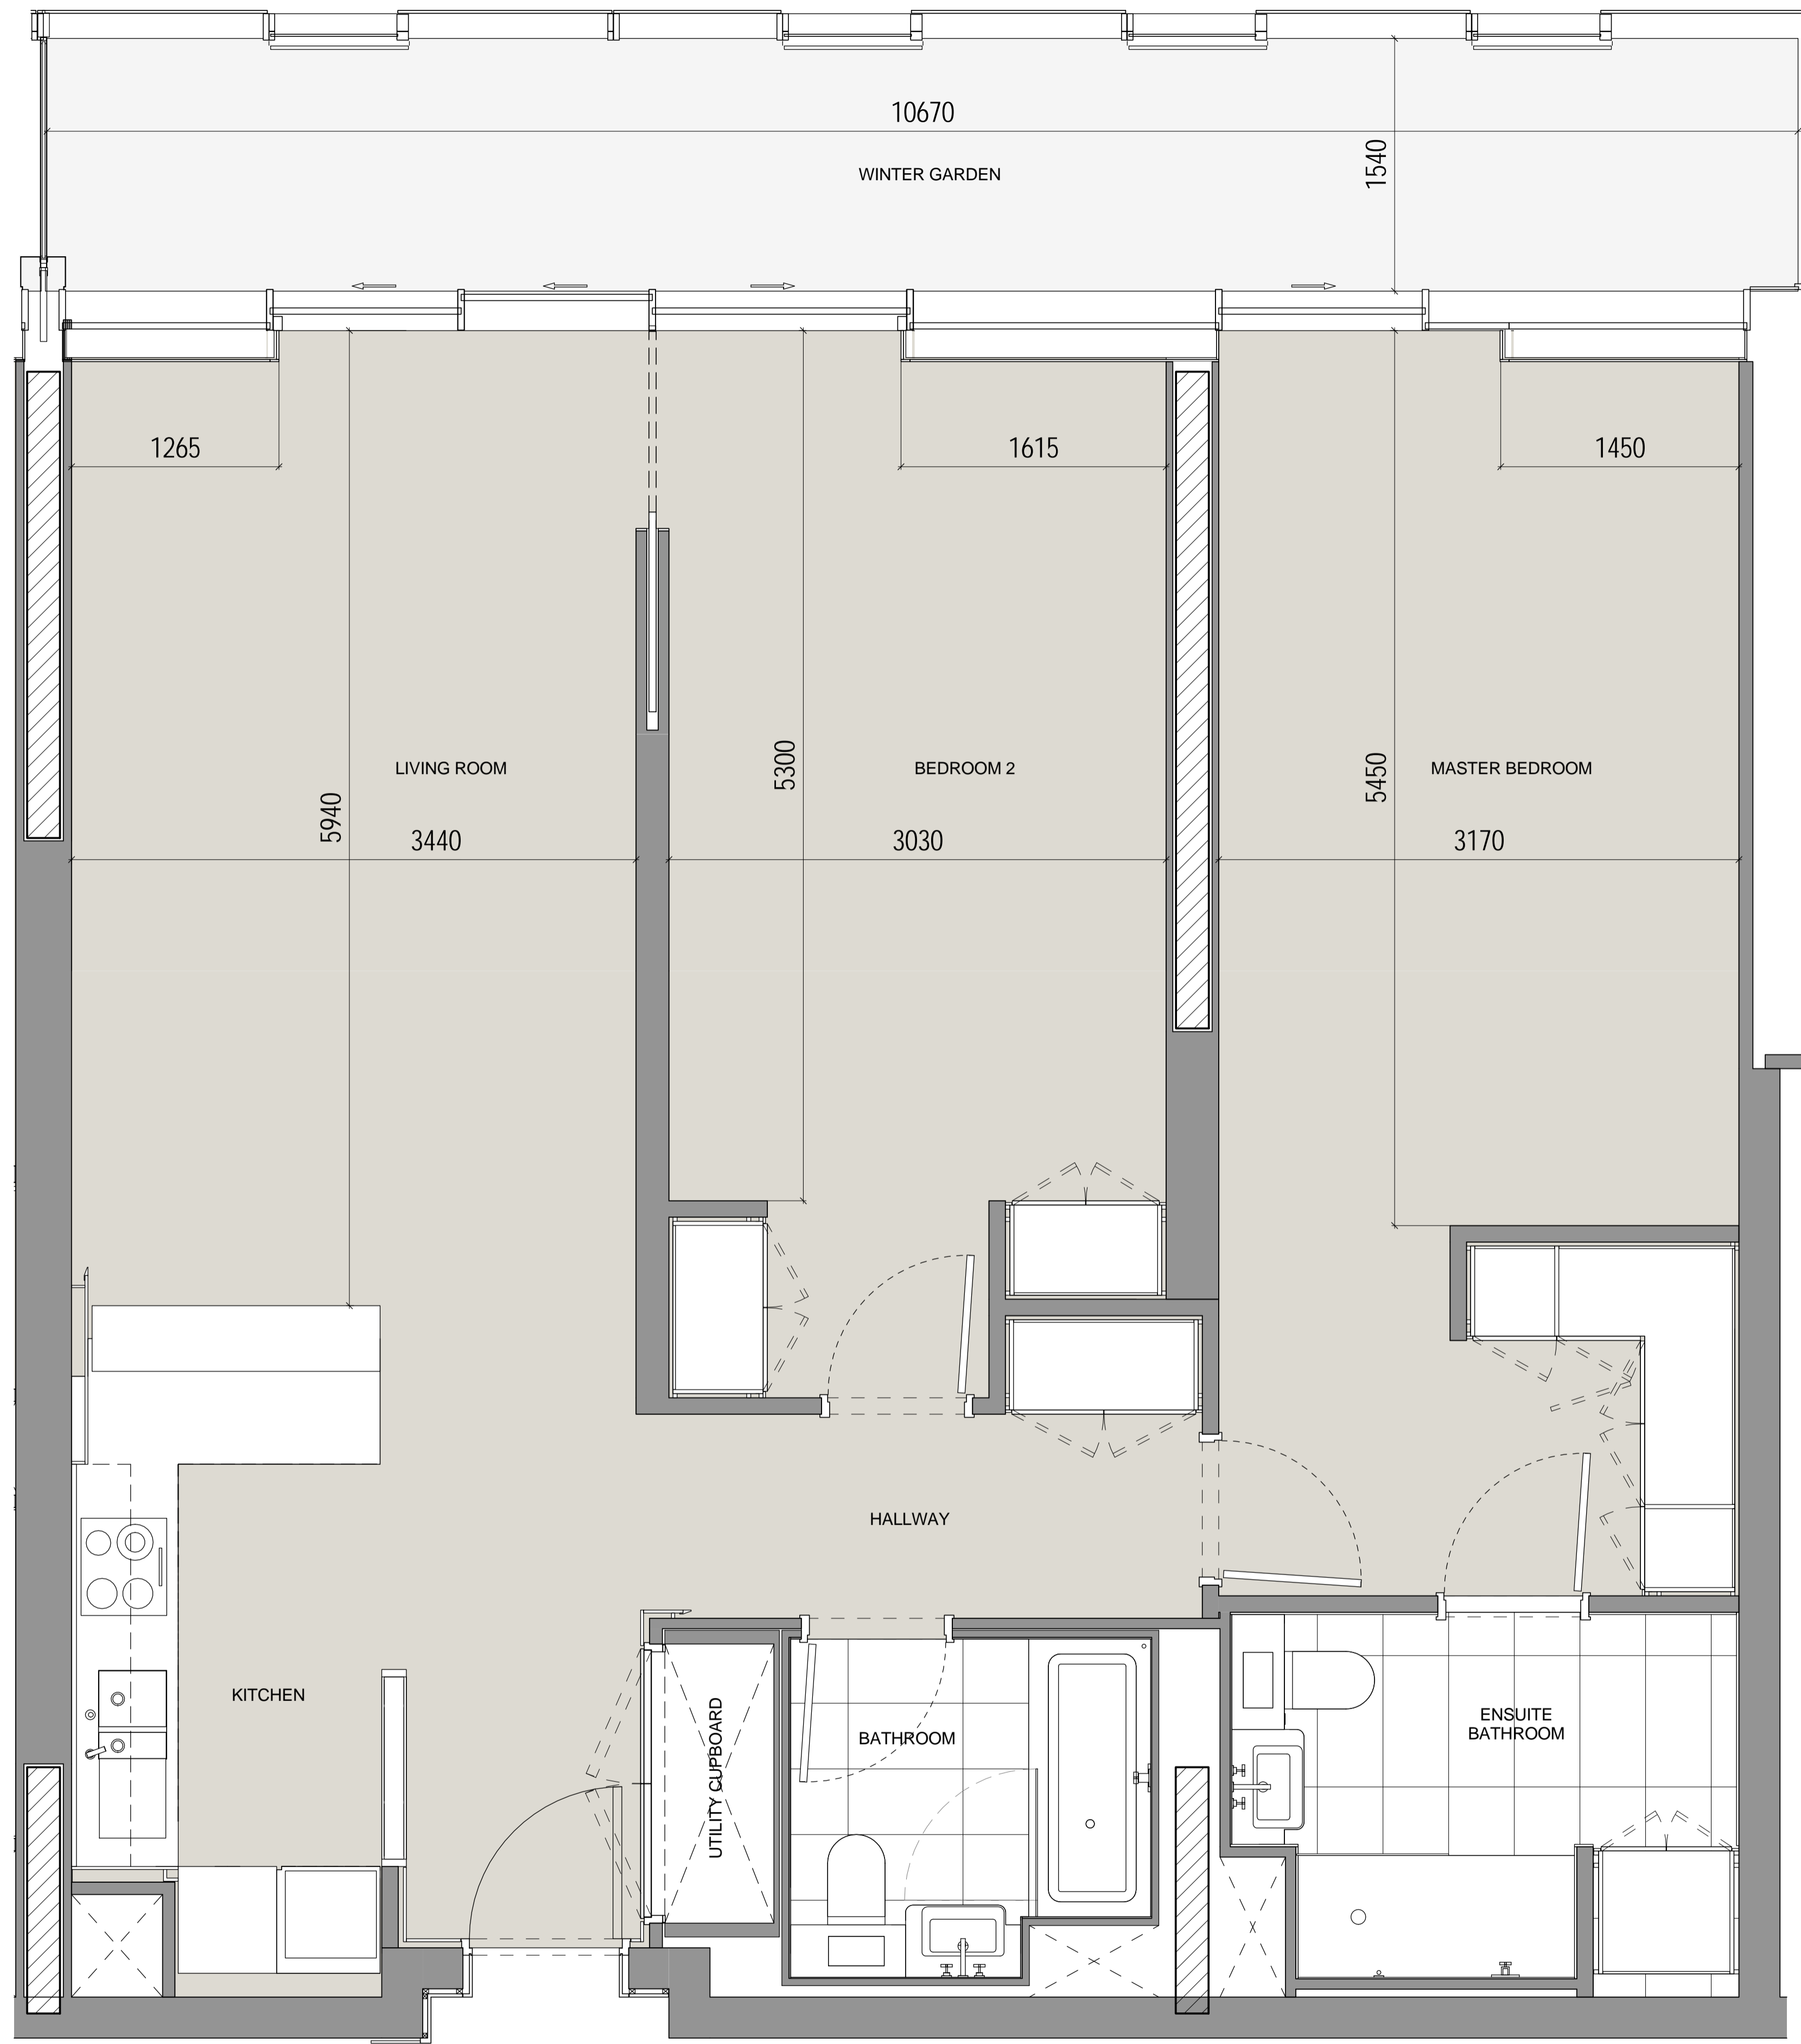 10670
1540
WINTER GARDEN
1265
1615
1450
LIVING ROOM
BEDROOM 2
MASTER BEDROOM
5940
5300
5450
3440
3030
3170
HALLWAY
KITCHEN
UTILITY CUPBOARD
BATHROOM
ENSUITE
BATHROOM